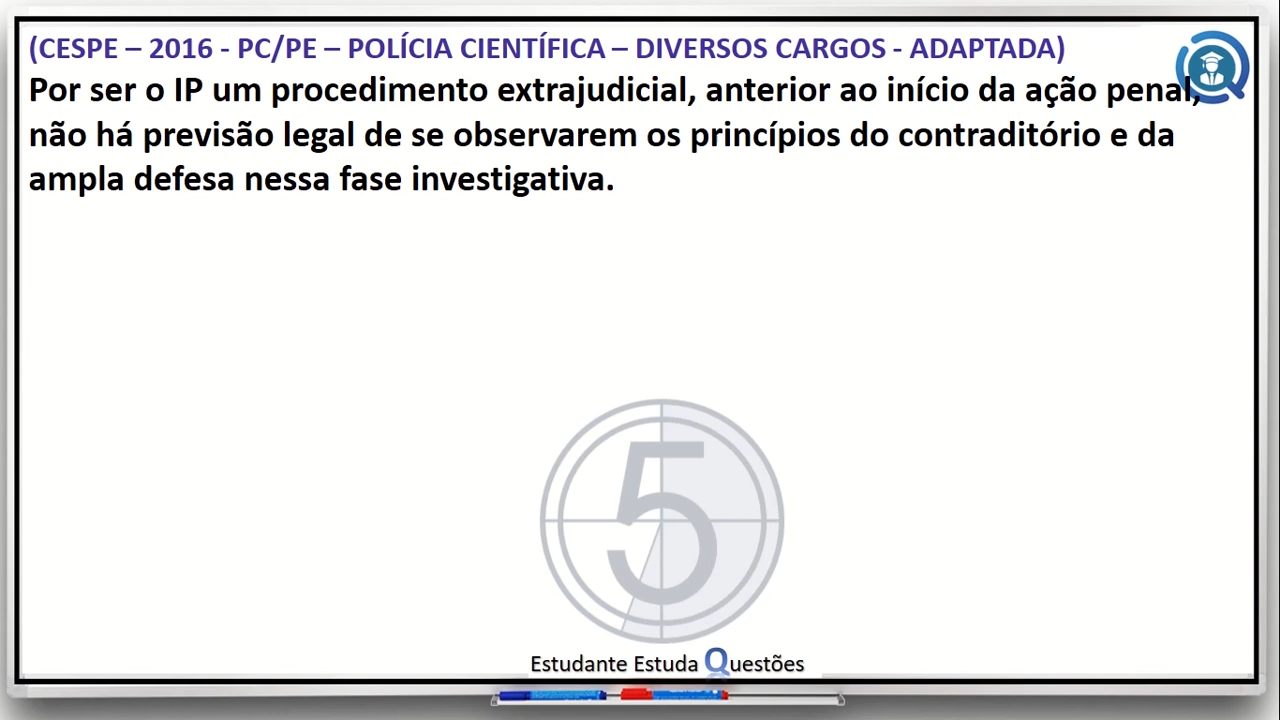 (CESPE – 2016 - PC/PE – POLÍCIA CIENTÍFICA – DIVERSOS CARGOS - ADAPTADA)
Por ser o IP um procedimento extrajudicial, anterior ao início da ação penal,
não há previsão legal de se observarem os princípios do contraditório e da
ampla defesa nessa fase investigativa.
5
Estudante Estuda Questões